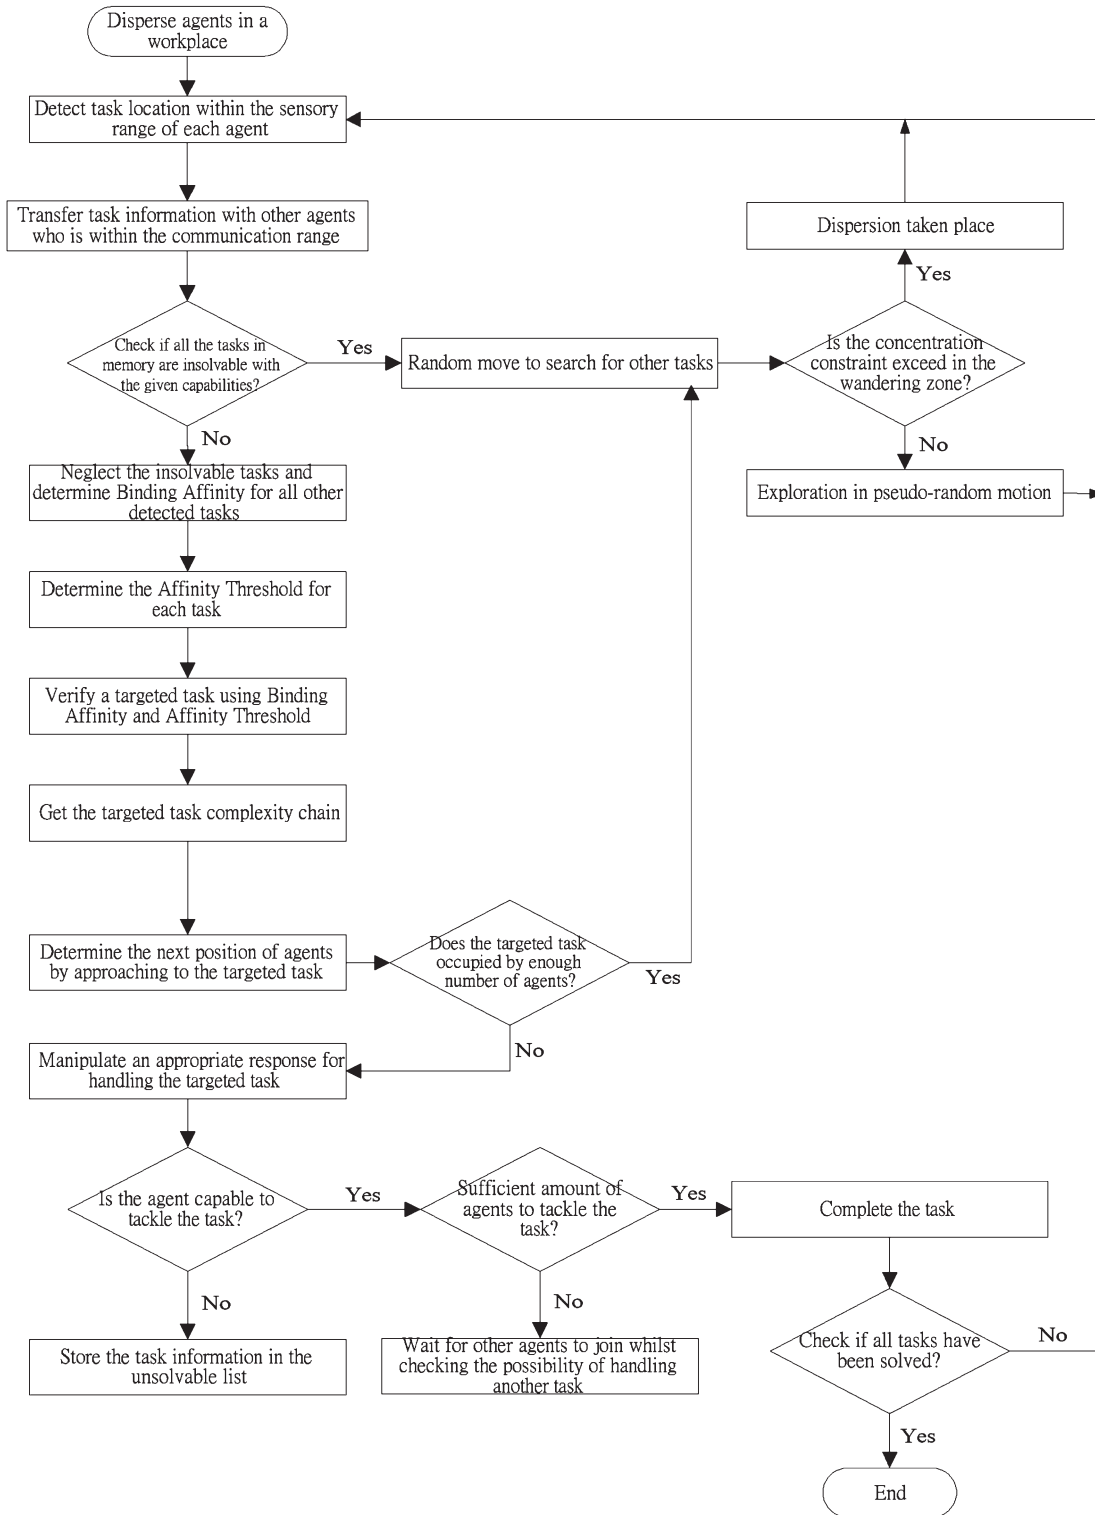 Disperse agents in a
workplace
Detect task location within the sensory
range of each agent
Transfer task information with other agents
who is within the communication range
Dispersion taken place
Yes
Check if all the tasks in
memory are insolvable with
the given capabilities?
Yes
Random move to search for other tasks
Is the concentration
constraint exceed in the
wandering zone?
No
No
Neglect the insolvable tasks and
determine Binding Affinity for all other
detected tasks
Exploration in pseudo-random motion
Determine the Affinity Threshold for
each task
Verify a targeted task using Binding
Affinity and Affinity Threshold
Get the targeted task complexity chain
Determine the next position of agents
by approaching to the targeted task
Does the targeted task
occupied by enough
number of agents?
Yes
No
Manipulate an appropriate response for
handling the targeted task
Is the agent capable to
tackle the task?
Yes
Sufficient amount of
agents to tackle the
task?
Yes
Complete the task
No
No
Store the task information in the
unsolvable list
Wait for other agents to join whilst
checking the possibility of handling
another task
Check if all tasks have
been solved?
No
Yes
End